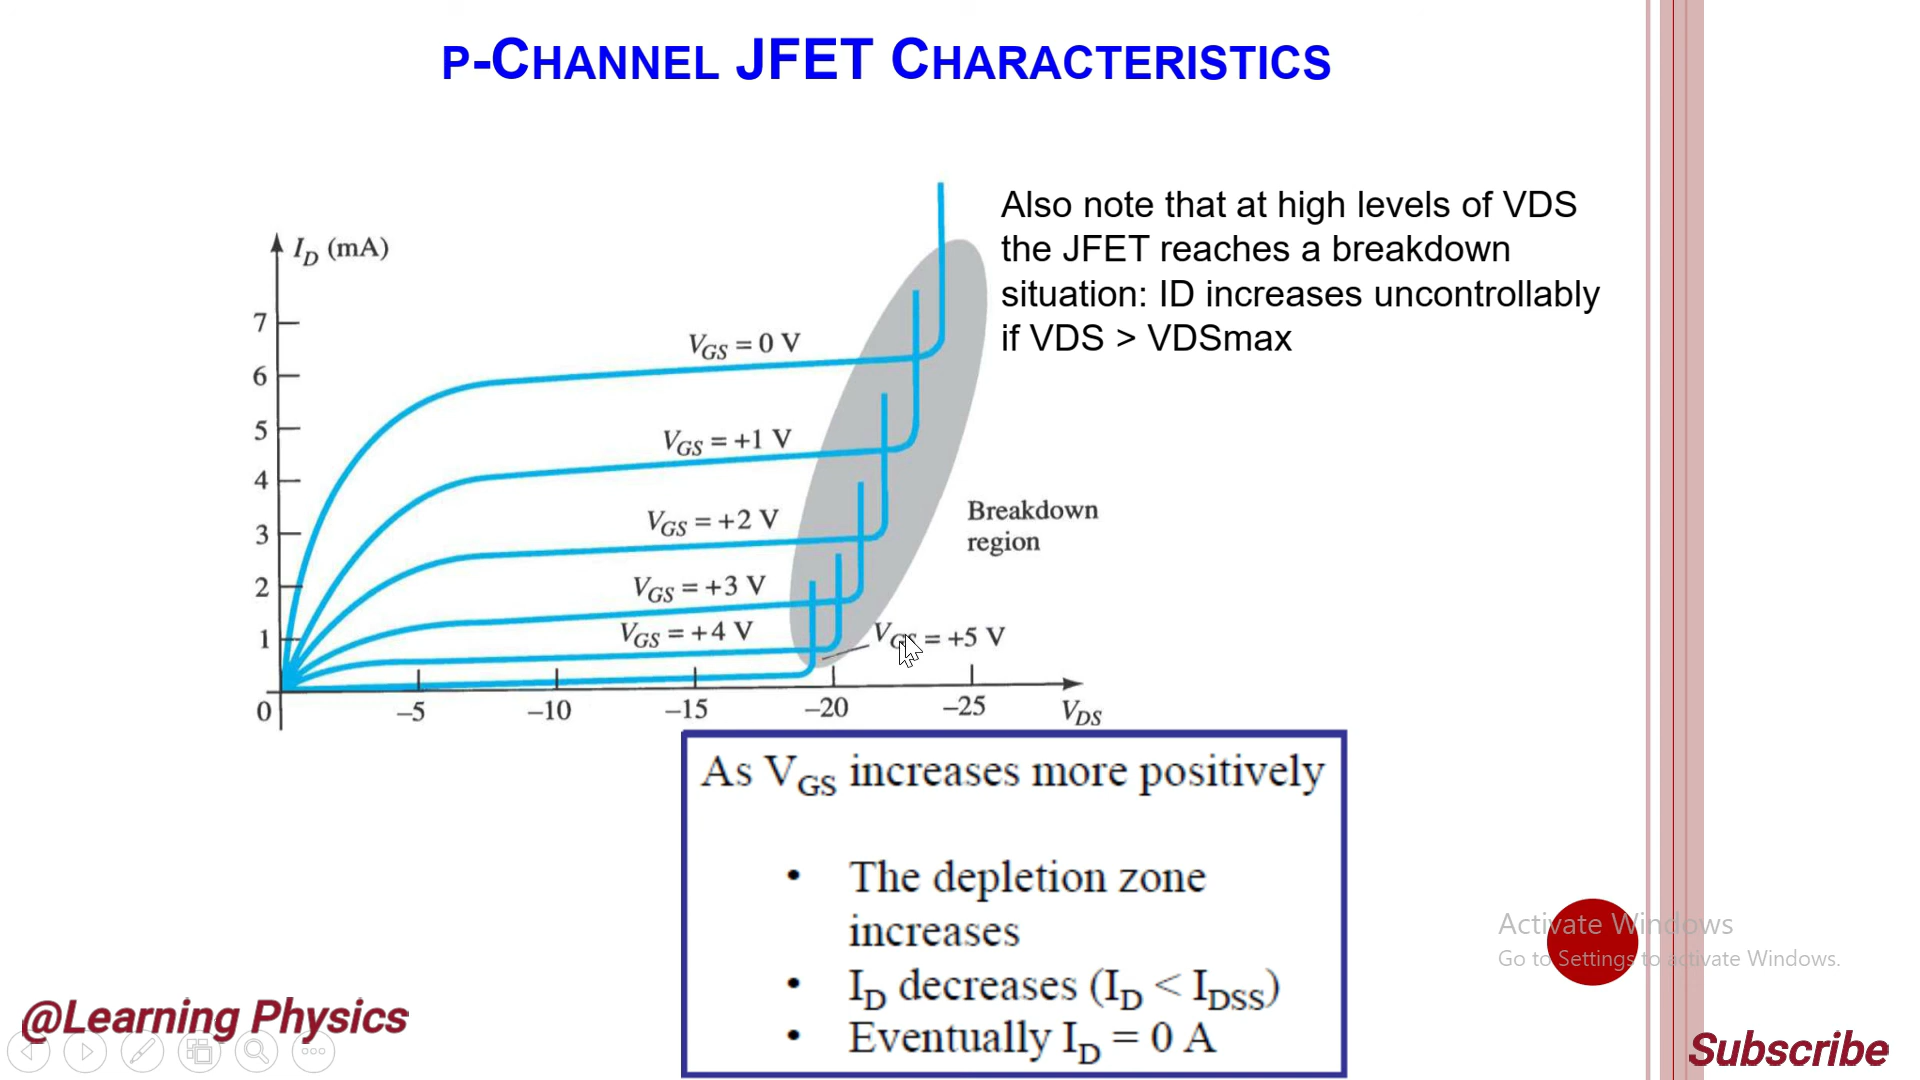 P-CHANNEL JFET CHARACTERISTICS
Also note that at high levels of VDS
the JFET reaches a breakdown
situation: ID increases uncontrollably
if VDS > VDSmax
I_D (mA)
7
6
5
4
3
2
1
0
V_GS = 0 V
V_GS = +1 V
V_GS = +2 V
V_GS = +3 V
V_GS = +4 V
V_GS = +5 V
Breakdown
region
–5
–10
–15
–20
–25
V_DS
As V_GS increases more positively
• The depletion zone
increases
• I_D decreases (I_D < I_DSS)
• Eventually I_D = 0 A
Activate Windows
Go to Settings to activate Windows.
@Learning Physics
Subscribe